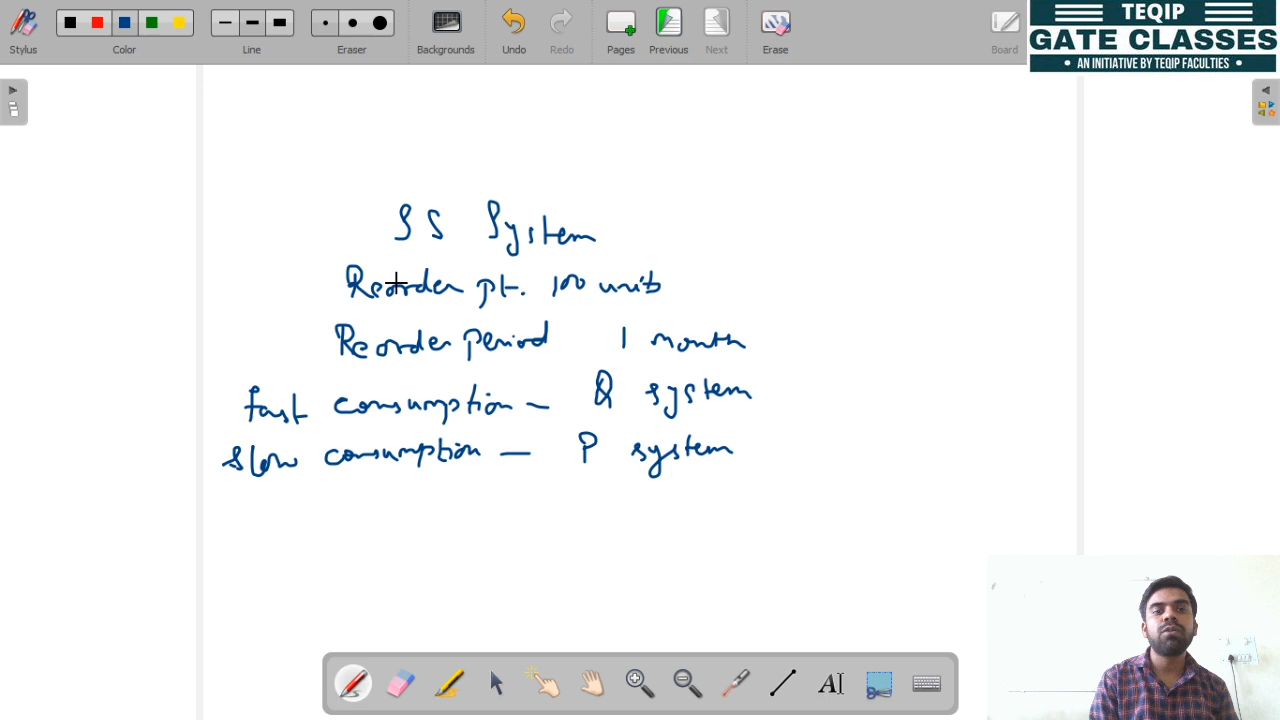 Stylus
Color
Line
Eraser
Backgrounds
Undo
Redo
Pages
Previous
Next
Erase
Board
TEQIP
GATE CLASSES
• AN INITIATIVE BY TEQIP FACULTIES •
SS System
Reorder pt. 100 units
Reorder period 1 month
fast consumption - Q system
slow consumption - P system